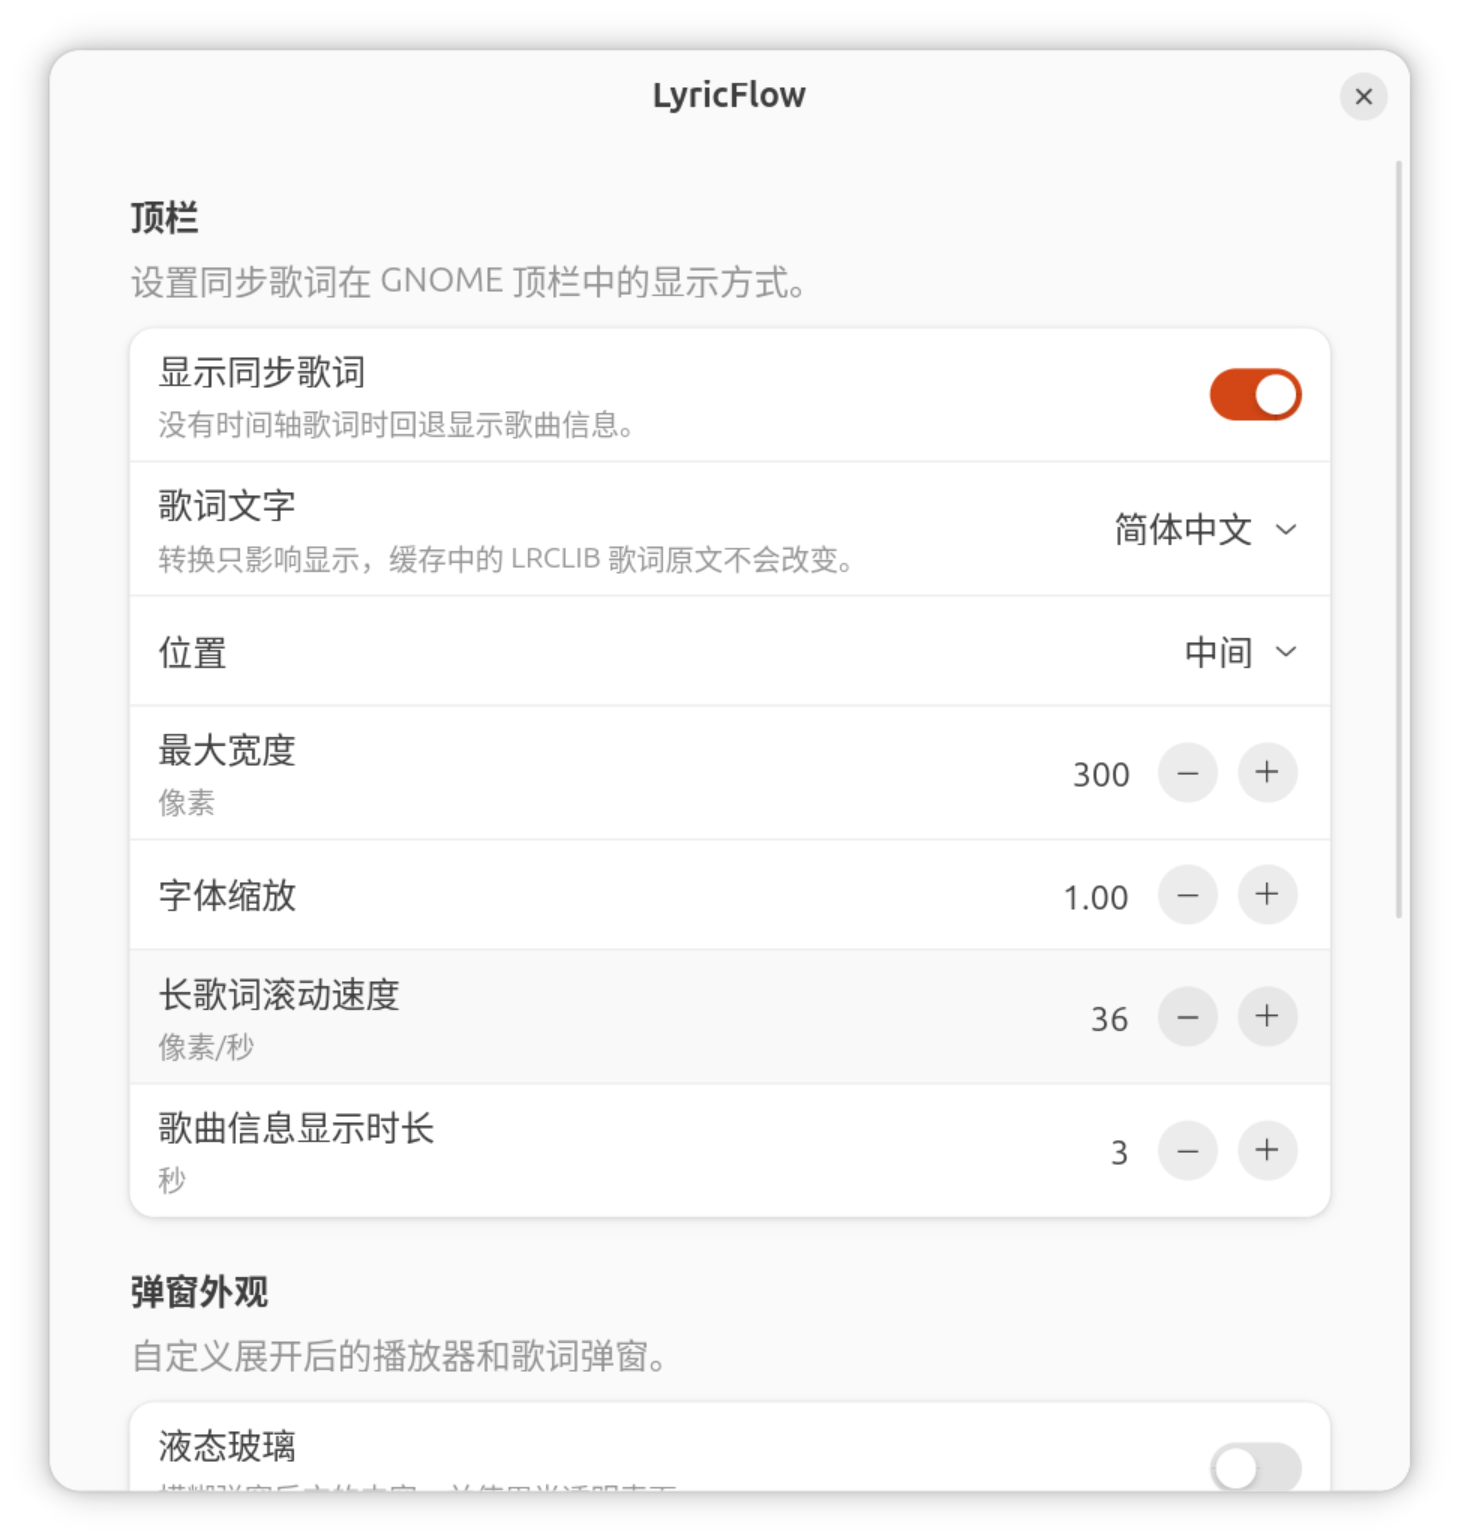 LyricFlow
顶栏
设置同步歌词在 GNOME 顶栏中的显示方式。
显示同步歌词
没有时间轴歌词时回退显示歌曲信息。
歌词文字
简体中文
转换只影响显示，缓存中的 LRCLIB 歌词原文不会改变。
位置
中间
最大宽度
300
像素
字体缩放
1.00
长歌词滚动速度
36
像素/秒
歌曲信息显示时长
3
秒
弹窗外观
自定义展开后的播放器和歌词弹窗。
液态玻璃